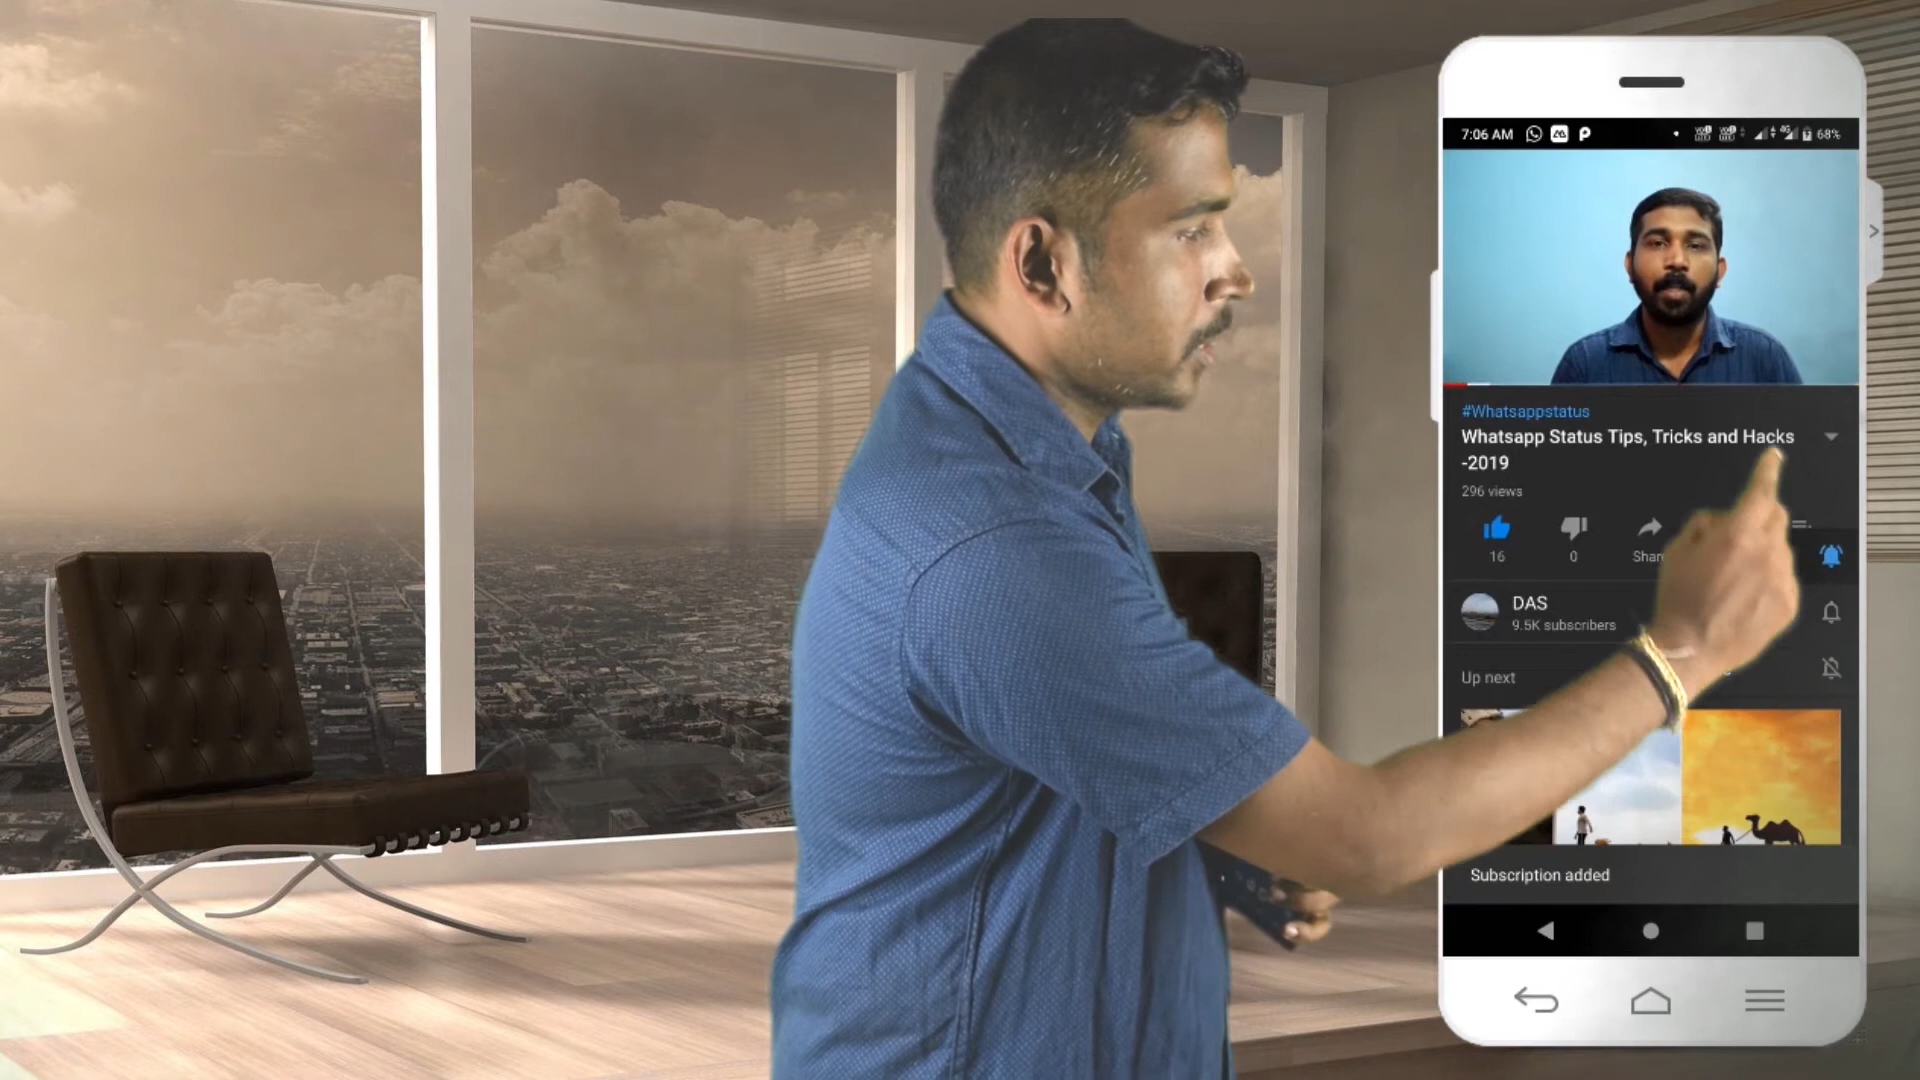 7:06 AM
68%
#Whatsappstatus
Whatsapp Status Tips, Tricks and Hacks
-2019
296 views
16
0
DAS
9.5K subscribers
Up next
Subscription added